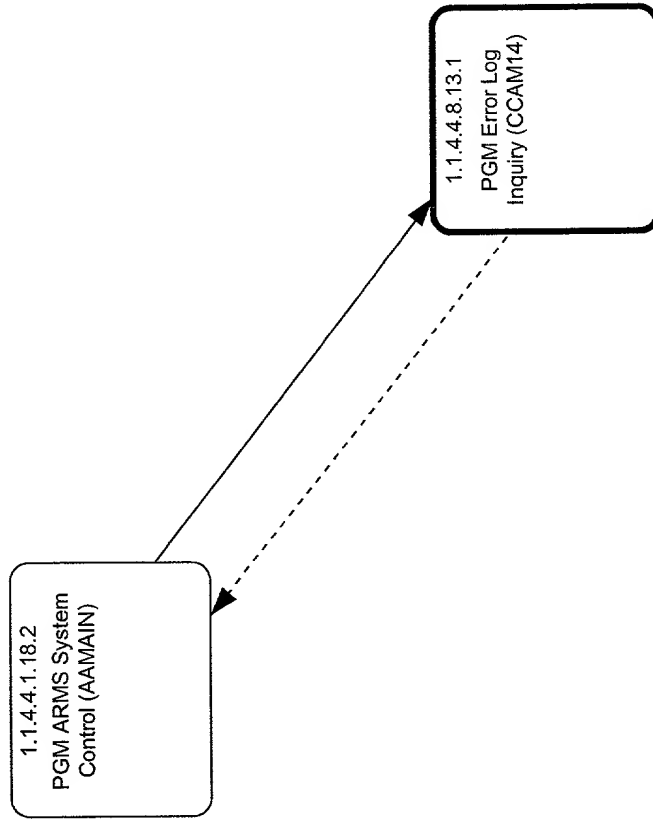 1.1.4.4.1.18.2
PGM ARMS System
Control (AAMAIN)
1.1.4.4.8.13.1
PGM Error Log
Inquiry (CCAM14)